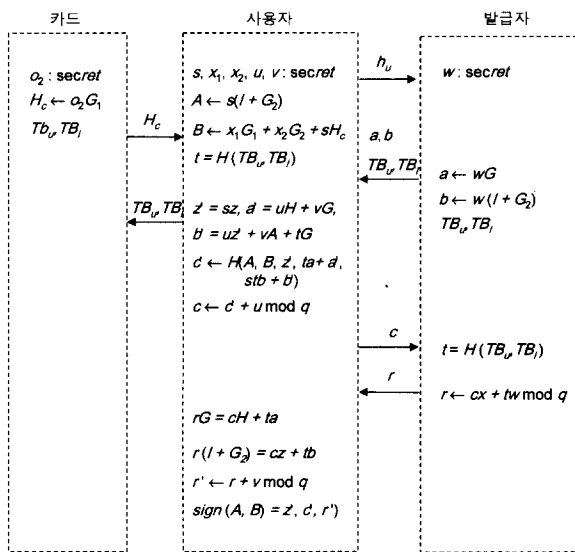 카드
사용자
발급자
o₂ : secret
H_c ← o₂G₁
Tb_u, TB_i
H_c
s, x₁, x₂, u, v : secret
A ← s(I + G₂)
B ← x₁G₁ + x₂G₂ + sH_c
t = H(TB_u, TB_i)
h_u
w : secret
a, b
TB_u, TB_i
a ← wG
b ← w(I + G₂)
TB_u, TB_i
TB_u, TB_i
z' = sz, a' = uH + vG,
b' = uz' + vA + tG
c' ← H(A, B, z', ta + a',
stb + b')
c ← c' + u mod q
c
t = H(TB_u, TB_i)
r
r ← cx + tw mod q
rG = cH + ta
r(I + G₂) = cz + tb
r' ← r + v mod q
sign(A, B) = z', c', r')